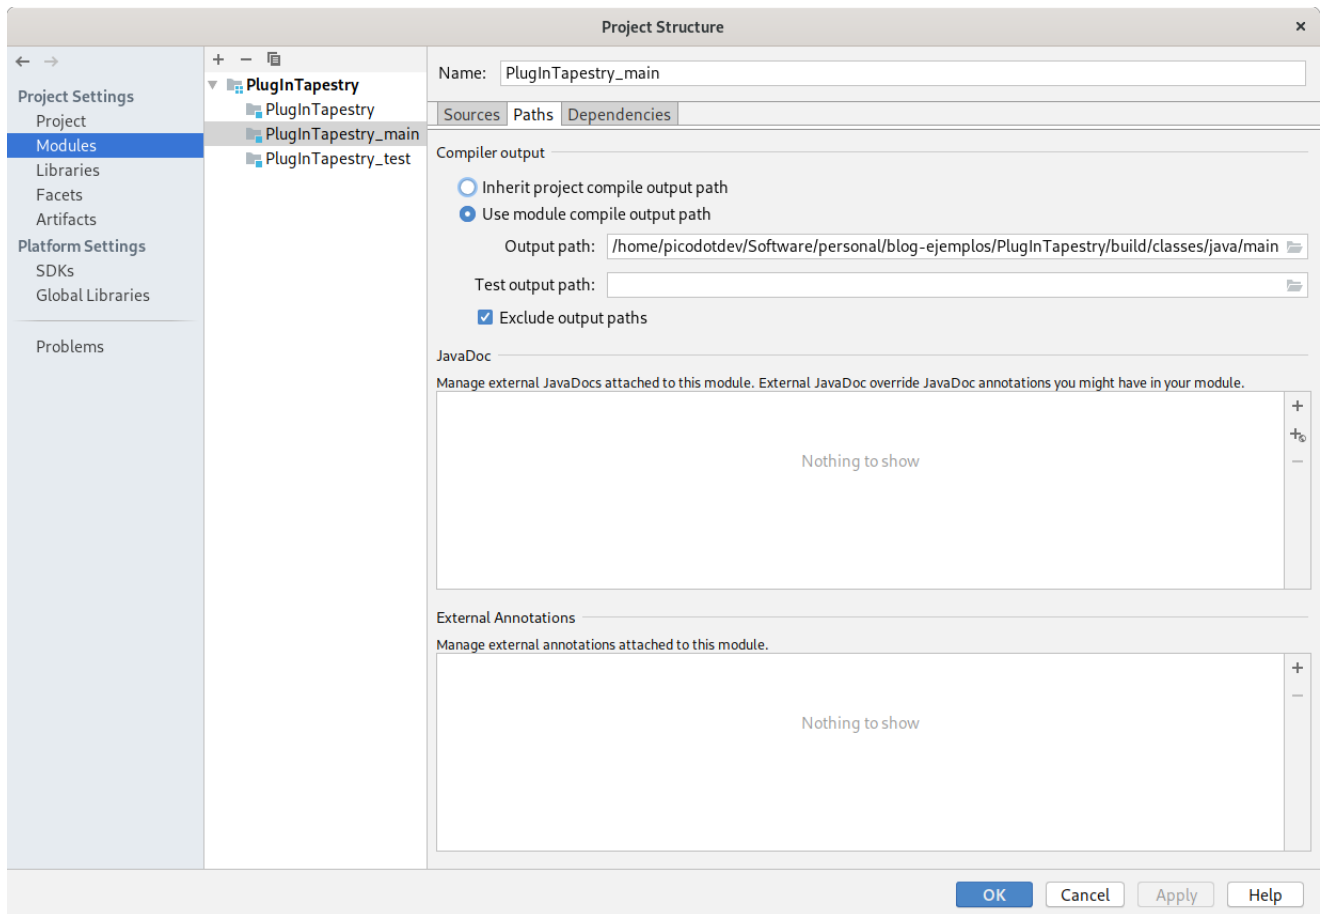 Project Structure
Project Settings
Project
Modules
Libraries
Facets
Artifacts
Platform Settings
SDKs
Global Libraries
Problems
PlugInTapestry
PlugInTapestry
PlugInTapestry_main
PlugInTapestry_test
Name: PlugInTapestry_main
Sources Paths Dependencies
Compiler output
Inherit project compile output path
Use module compile output path
Output path: /home/picodotdev/Software/personal/blog-ejemplos/PlugInTapestry/build/classes/java/main
Test output path:
Exclude output paths
JavaDoc
Manage external JavaDocs attached to this module. External JavaDoc override JavaDoc annotations you might have in your module.
Nothing to show
External Annotations
Manage external annotations attached to this module.
Nothing to show
OK Cancel Apply Help